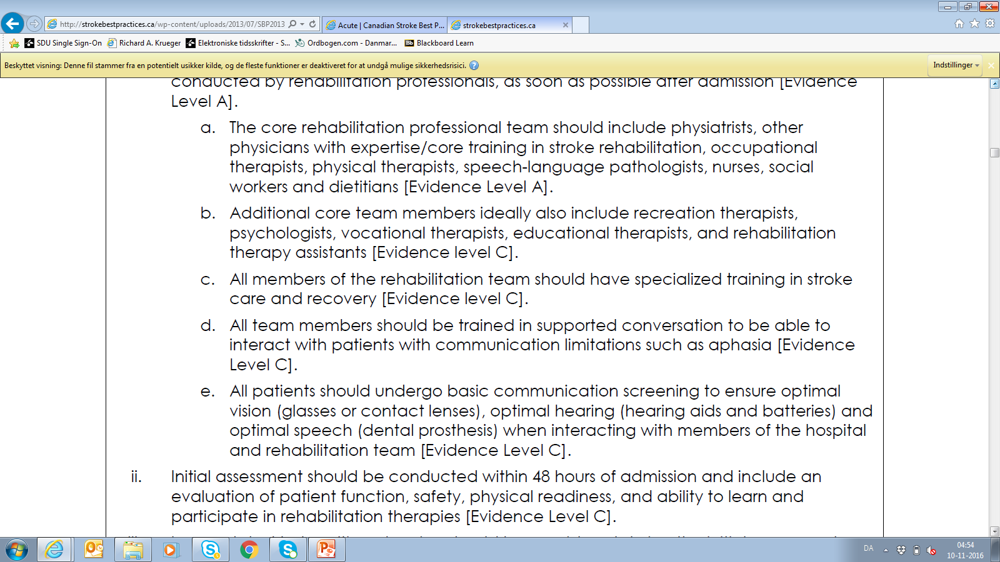 http://strokebestpractices.ca/wp-content/uploads/2013/07/SBP2013
Acute | Canadian Stroke Best P...
strokebestpractices.ca
SDU Single Sign-On
Richard A. Krueger
Elektroniske tidsskrifter - S...
Ordbogen.com - Danmar...
Bb
Blackboard Learn
Beskyttet visning: Denne fil stammer fra en potentielt usikker kilde, og de fleste funktioner er deaktiveret for at undgå mulige sikkerhedsrisici.
Indstillinger
conducted by rehabilitation professionals, as soon as possible after admission [Evidence
Level A].
a. The core rehabilitation professional team should include physiatrists, other
physicians with expertise/core training in stroke rehabilitation, occupational
therapists, physical therapists, speech-language pathologists, nurses, social
workers and dietitians [Evidence Level A].
b. Additional core team members ideally also include recreation therapists,
psychologists, vocational therapists, educational therapists, and rehabilitation
therapy assistants [Evidence level C].
c. All members of the rehabilitation team should have specialized training in stroke
care and recovery [Evidence level C].
d. All team members should be trained in supported conversation to be able to
interact with patients with communication limitations such as aphasia [Evidence
Level C].
e. All patients should undergo basic communication screening to ensure optimal
vision (glasses or contact lenses), optimal hearing (hearing aids and batteries) and
optimal speech (dental prosthesis) when interacting with members of the hospital
and rehabilitation team [Evidence Level C].
ii. Initial assessment should be conducted within 48 hours of admission and include an
evaluation of patient function, safety, physical readiness, and ability to learn and
participate in rehabilitation therapies [Evidence Level C].
DA
04:54
10-11-2016